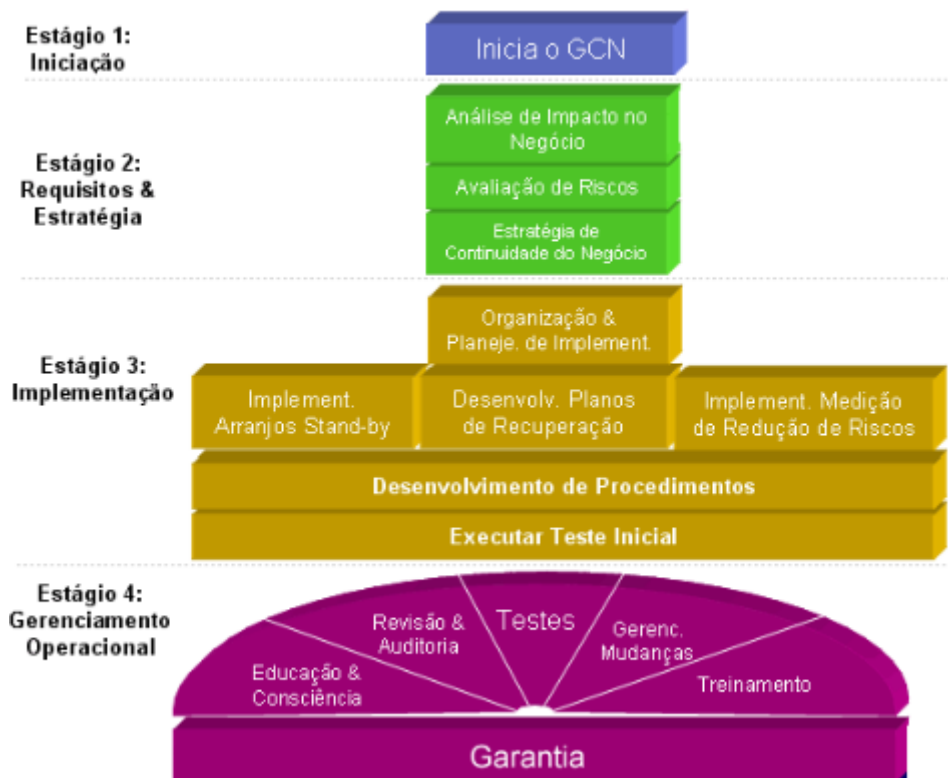 Estágio 1:
Iniciação
Inicia o GCN
Estágio 2:
Requisitos &
Estratégia
Análise de Impacto no
Negócio
Avaliação de Riscos
Estratégia de
Continuidade do Negócio
Estágio 3:
Implementação
Organização &
Planeje. de Implement.
Implement.
Arranjos Stand-by
Desenvolv. Planos
de Recuperação
Implement. Medição
de Redução de Riscos
Desenvolvimento de Procedimentos
Executar Teste Inicial
Estágio 4:
Gerenciamento
Operacional
Educação &
Consciência
Revisão &
Auditoria
Testes
Gerenc.
Mudanças
Treinamento
Garantia